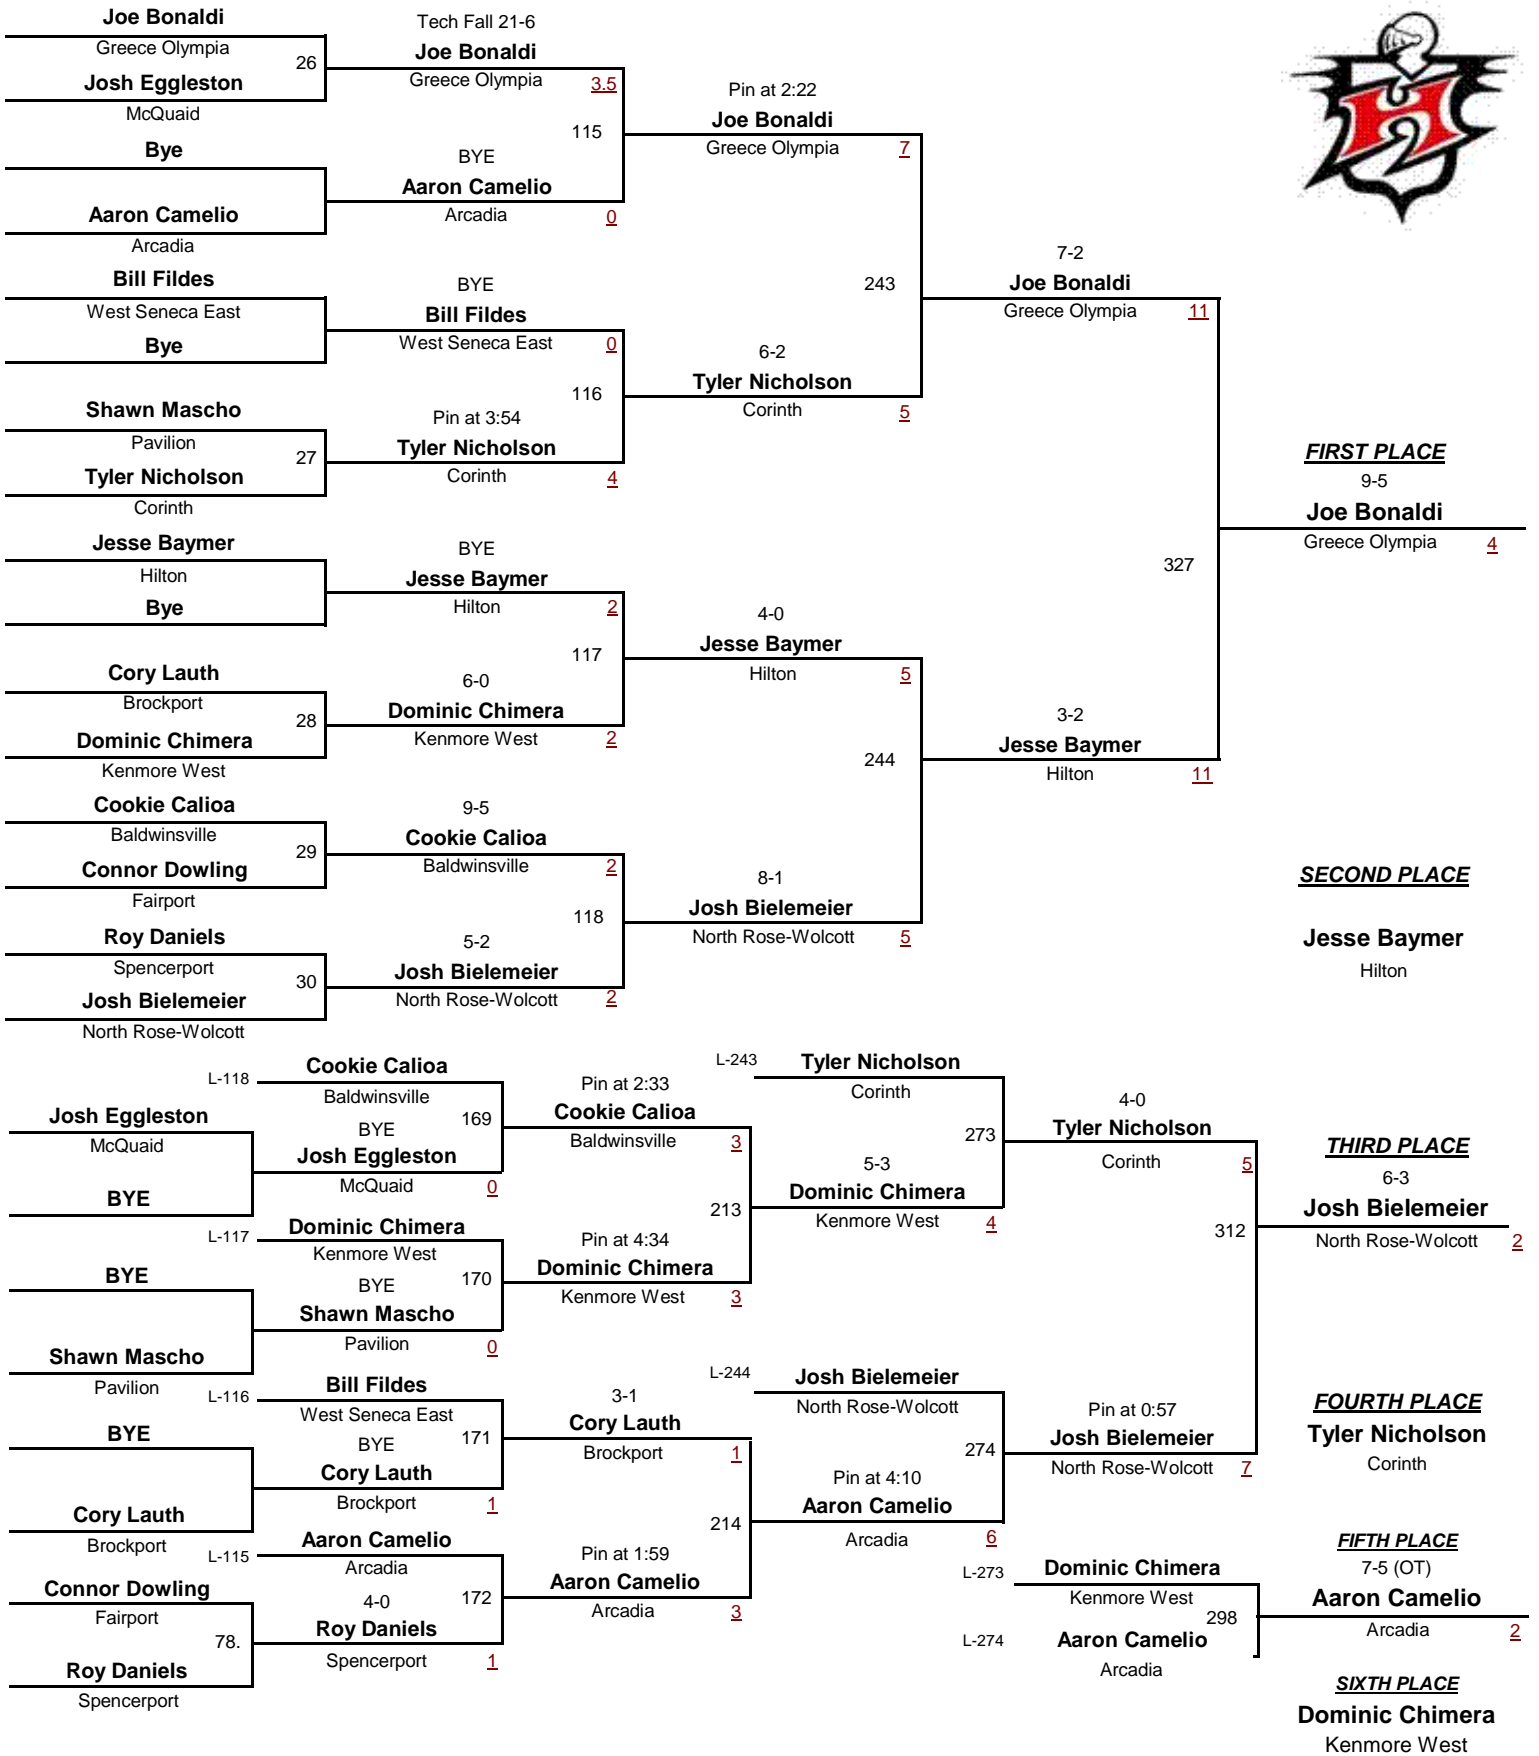 Joe Bonaldi
Greece Olympia
26
Josh Eggleston
McQuaid
Bye
Aaron Camelio
Arcadia
Bill Fildes
West Seneca East
Bye
Shawn Mascho
Pavilion
27
Tyler Nicholson
Corinth
Jesse Baymer
Hilton
Bye
Cory Lauth
Brockport
28
Dominic Chimera
Kenmore West
Cookie Calioa
Baldwinsville
29
Connor Dowling
Fairport
Roy Daniels
Spencerport
30
Josh Bielemeier
North Rose-Wolcott
Tech Fall 21-6
Joe Bonaldi
Greece Olympia 3.5
115
BYE
Aaron Camelio
Arcadia 0
BYE
Bill Fildes
West Seneca East 0
116
Pin at 3:54
Tyler Nicholson
Corinth 4
BYE
Jesse Baymer
Hilton 2
117
6-0
Dominic Chimera
Kenmore West 2
9-5
Cookie Calioa
Baldwinsville 2
118
5-2
Josh Bielemeier
North Rose-Wolcott 2
Pin at 2:22
Joe Bonaldi
Greece Olympia 7
243
6-2
Tyler Nicholson
Corinth 5
4-0
Jesse Baymer
Hilton 5
244
8-1
Josh Bielemeier
North Rose-Wolcott 5
7-2
Joe Bonaldi
Greece Olympia 11
327
3-2
Jesse Baymer
Hilton 11
H
FIRST PLACE
9-5
Joe Bonaldi
Greece Olympia 4
SECOND PLACE
Jesse Baymer
Hilton
L-118 Cookie Calioa
Baldwinsville
Josh Eggleston
McQuaid
169
BYE
Josh Eggleston
McQuaid 0
BYE
L-117 Dominic Chimera
Kenmore West
BYE
170
BYE
Shawn Mascho
Pavilion 0
Shawn Mascho
Pavilion
L-116 Bill Fildes
West Seneca East
BYE
171
BYE
Cory Lauth
Brockport 1
Cory Lauth
Brockport
L-115 Aaron Camelio
Arcadia
Connor Dowling
Fairport
78.
Roy Daniels
Spencerport
172
4-0
Roy Daniels
Spencerport 1
Pin at 2:33
Cookie Calioa
Baldwinsville 3
213
Pin at 4:34
Dominic Chimera
Kenmore West 3
3-1
Cory Lauth
Brockport 1
214
Pin at 1:59
Aaron Camelio
Arcadia 3
L-243 Tyler Nicholson
Corinth
273
5-3
Dominic Chimera
Kenmore West 4
L-244 Josh Bielemeier
North Rose-Wolcott
274
Pin at 4:10
Aaron Camelio
Arcadia 6
4-0
Tyler Nicholson
Corinth 5
312
Pin at 0:57
Josh Bielemeier
North Rose-Wolcott 7
THIRD PLACE
6-3
Josh Bielemeier
North Rose-Wolcott 2
FOURTH PLACE
Tyler Nicholson
Corinth
L-273 Dominic Chimera
Kenmore West
298
L-274 Aaron Camelio
Arcadia
FIFTH PLACE
7-5 (OT)
Aaron Camelio
Arcadia 2
SIXTH PLACE
Dominic Chimera
Kenmore West